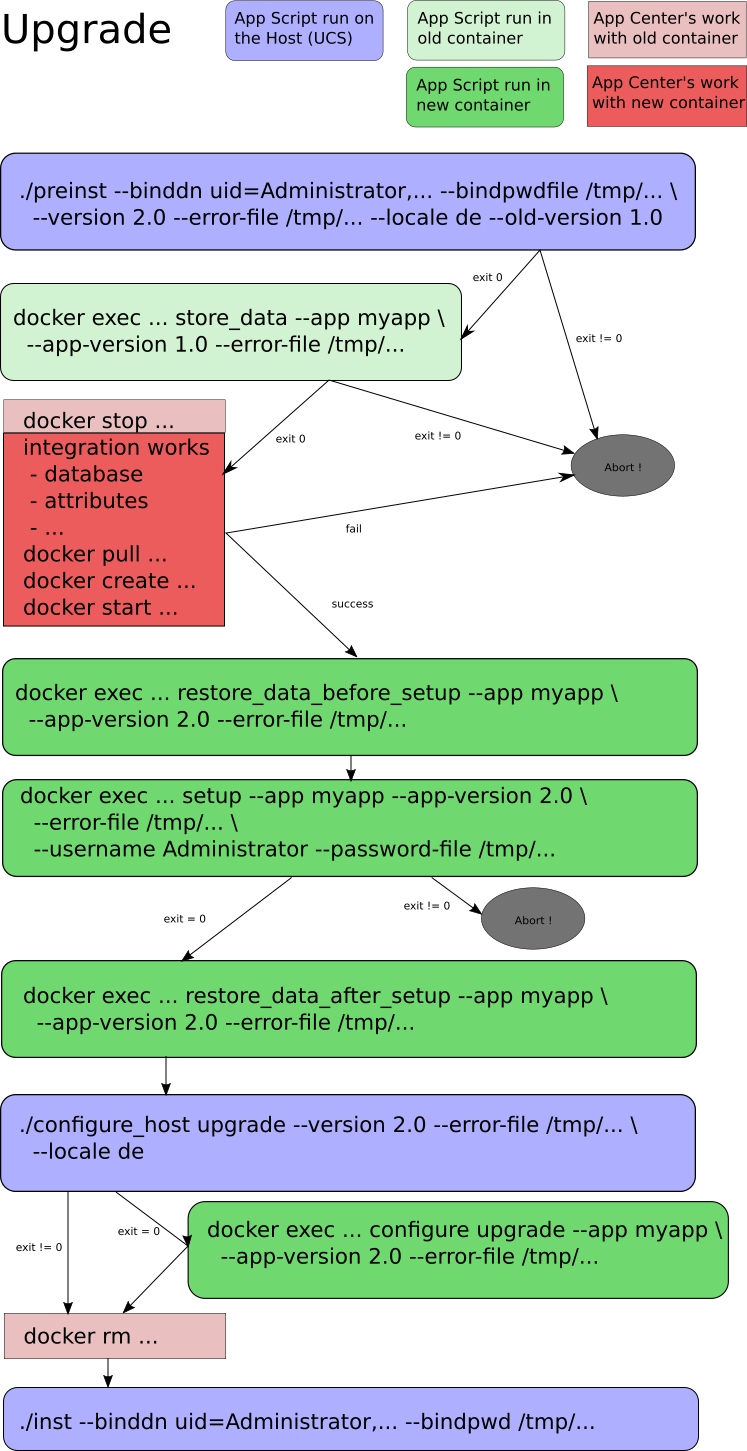 Upgrade
App Script run on
the Host (UCS)
App Script run in
old container
App Center's work
with old container
App Script run in
new container
App Center's work
with new container
./preinst --binddn uid=Administrator,... --bindpwdfile /tmp/... \
--version 2.0 --error-file /tmp/... --locale de --old-version 1.0
exit 0
exit != 0
docker exec ... store_data --app myapp \
--app-version 1.0 --error-file /tmp/...
exit 0
exit != 0
Abort !
docker stop ...
integration works
- database
- attributes
- ...
docker pull ...
docker create ...
docker start ...
fail
success
docker exec ... restore_data_before_setup --app myapp \
--app-version 2.0 --error-file /tmp/...
docker exec ... setup --app myapp --app-version 2.0 \
--error-file /tmp/... \
--username Administrator --password-file /tmp/...
exit = 0
exit != 0
Abort !
docker exec ... restore_data_after_setup --app myapp \
--app-version 2.0 --error-file /tmp/...
./configure_host upgrade --version 2.0 --error-file /tmp/... \
--locale de
exit != 0
exit = 0
docker exec ... configure upgrade --app myapp \
--app-version 2.0 --error-file /tmp/...
docker rm ...
./inst --binddn uid=Administrator,... --bindpwd /tmp/...